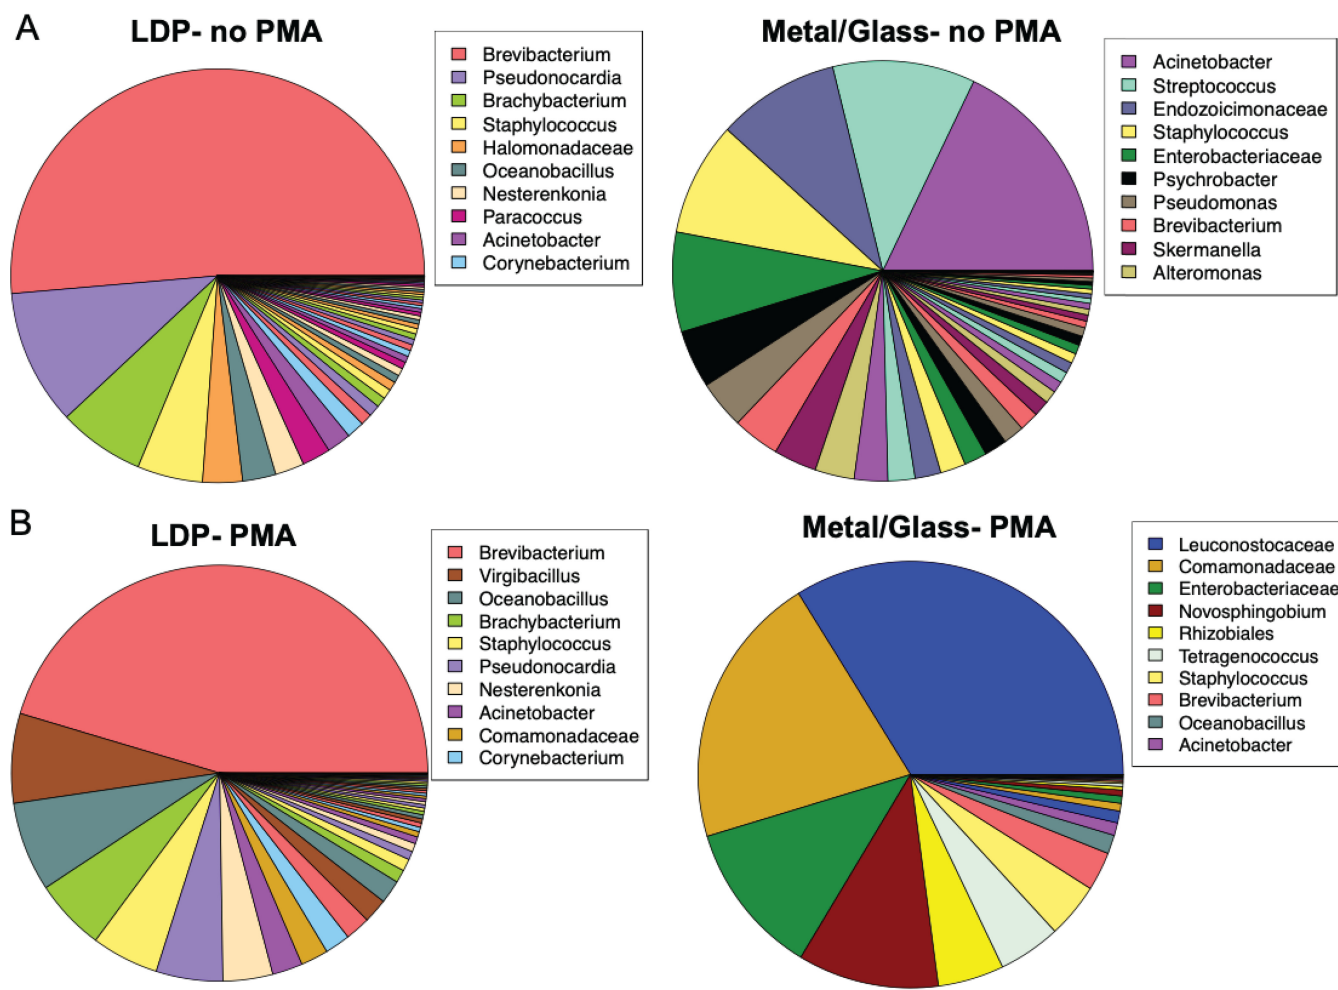 A
LDP- no PMA
Brevibacterium
Pseudonocardia
Brachybacterium
Staphylococcus
Halomonadaceae
Oceanobacillus
Nesterenkonia
Paracoccus
Acinetobacter
Corynebacterium
Metal/Glass- no PMA
Acinetobacter
Streptococcus
Endozoicimonaceae
Staphylococcus
Enterobacteriaceae
Psychrobacter
Pseudomonas
Brevibacterium
Skermanella
Alteromonas
B
LDP- PMA
Brevibacterium
Virgibacillus
Oceanobacillus
Brachybacterium
Staphylococcus
Pseudonocardia
Nesterenkonia
Acinetobacter
Comamonadaceae
Corynebacterium
Metal/Glass- PMA
Leuconostocaceae
Comamonadaceae
Enterobacteriaceae
Novosphingobium
Rhizobiales
Tetragenococcus
Staphylococcus
Brevibacterium
Oceanobacillus
Acinetobacter